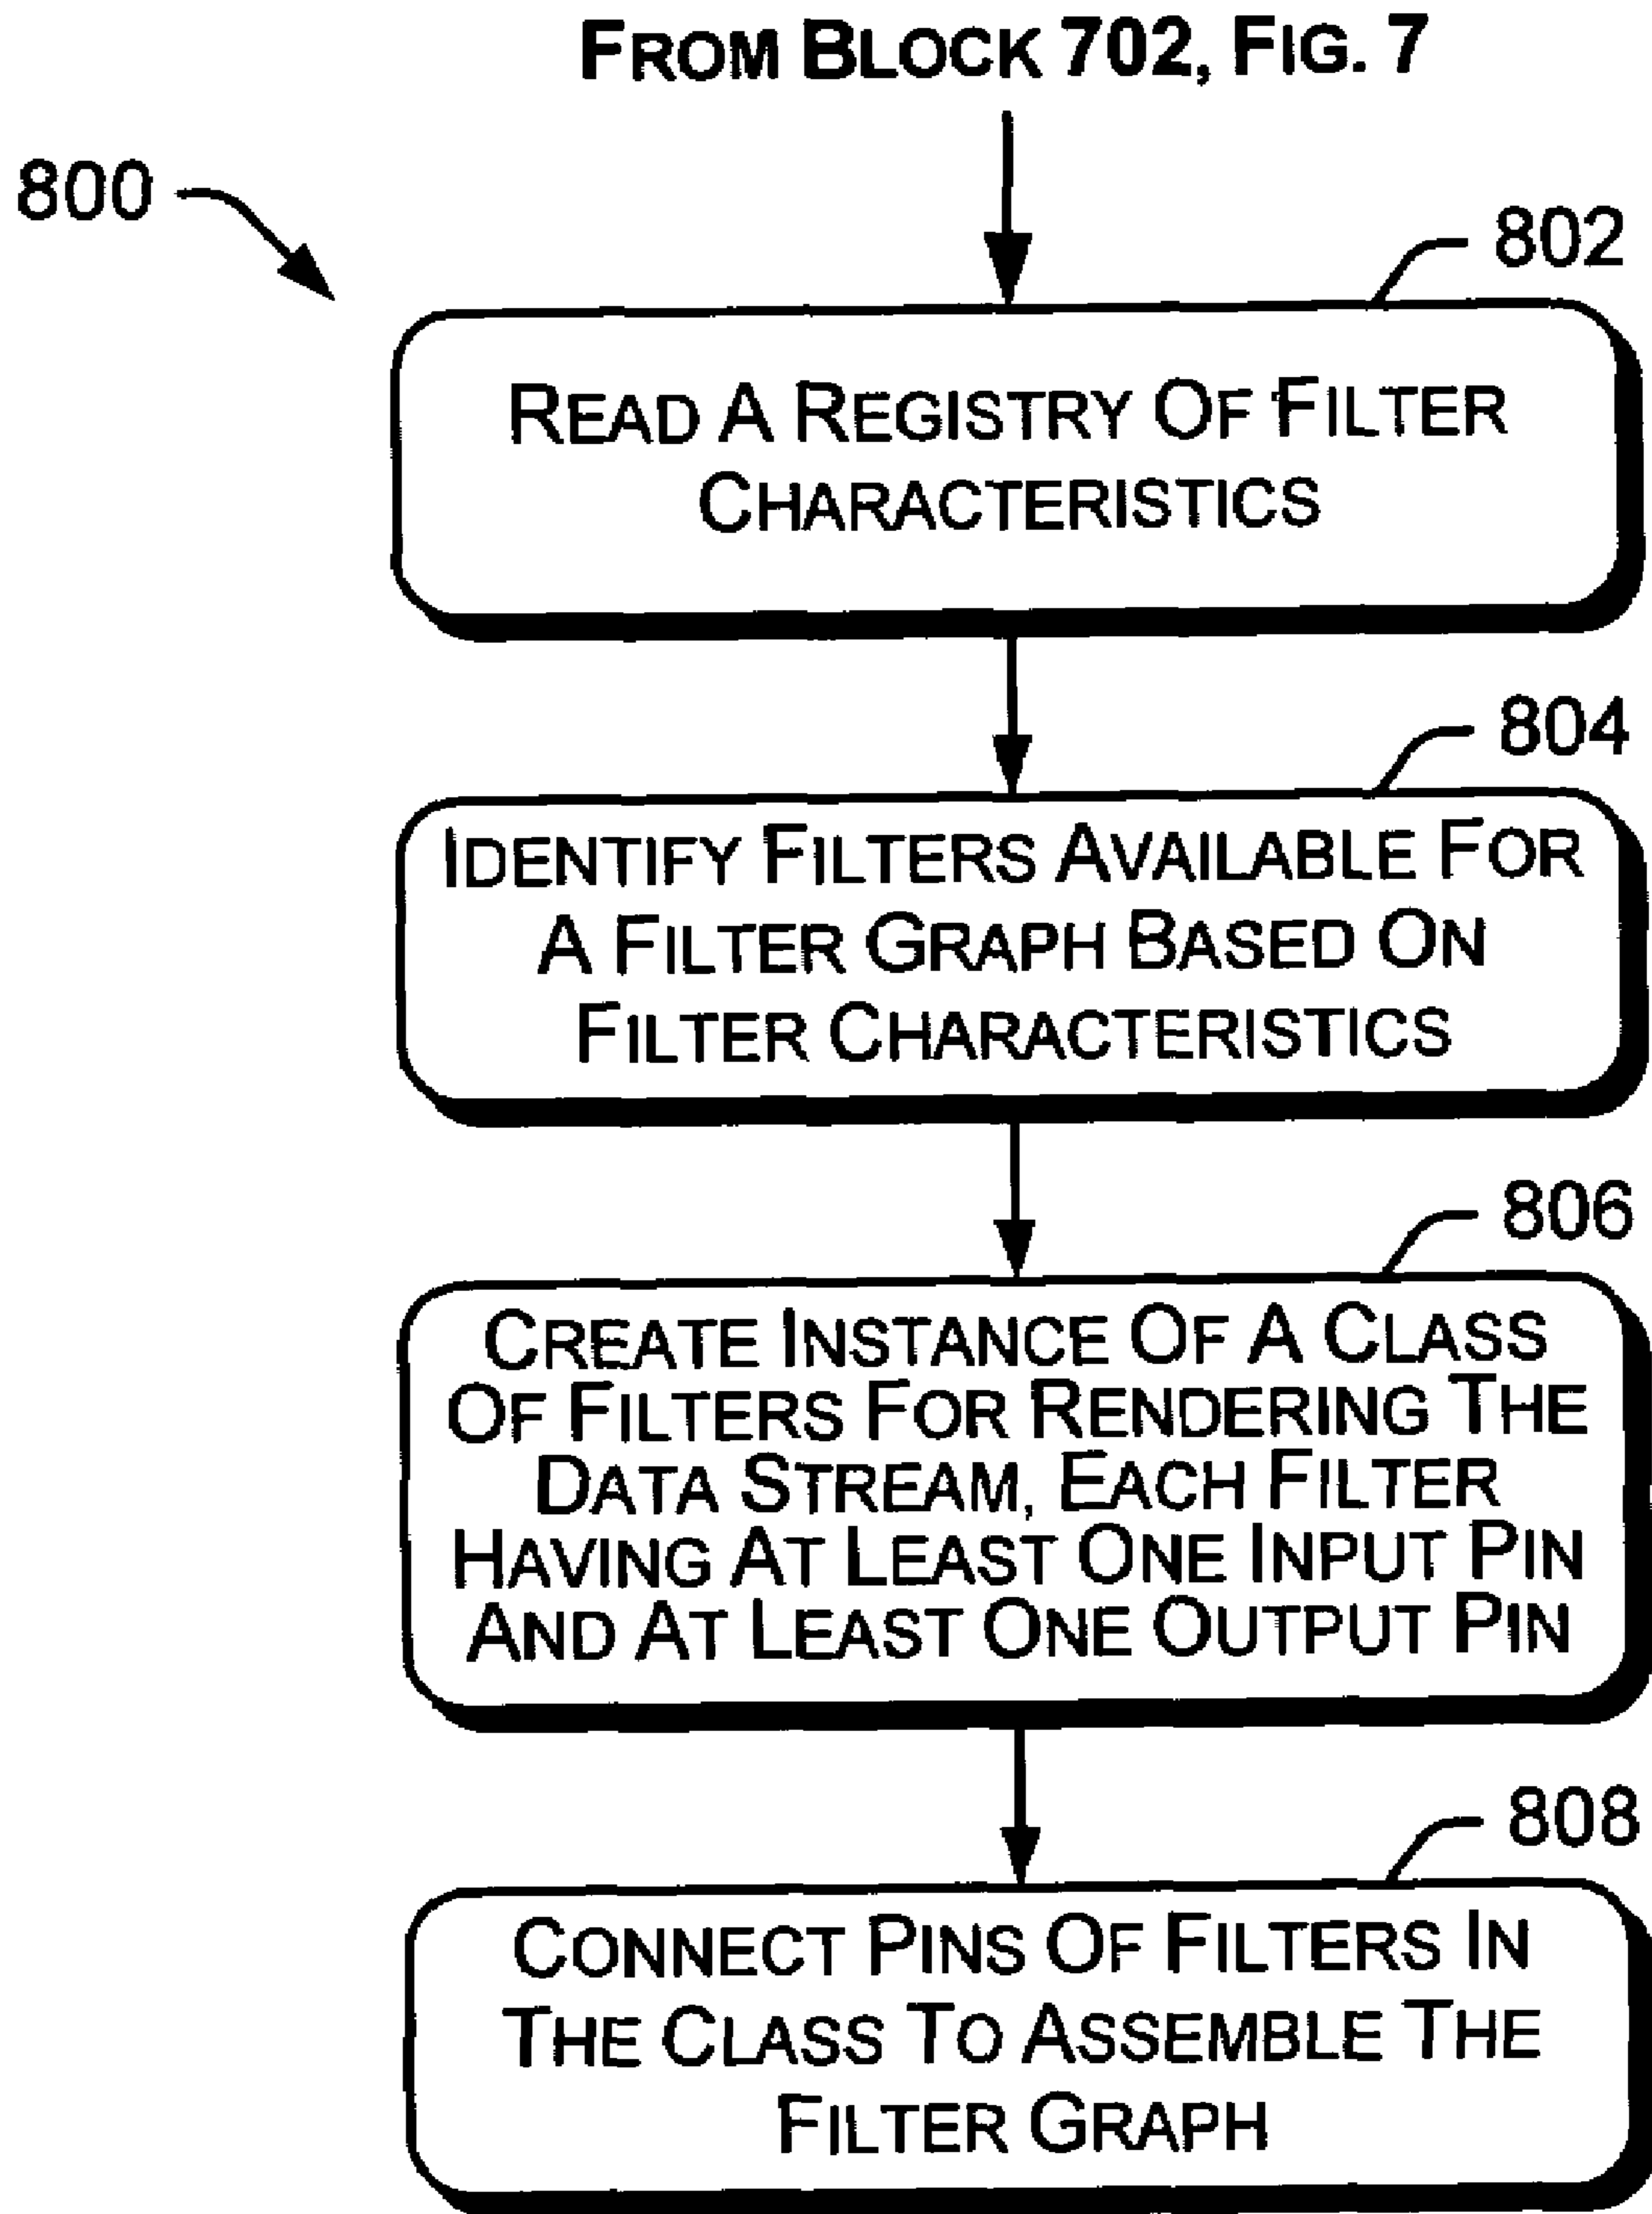 FROM BLOCK 702, FIG. 7
800
802
READ A REGISTRY OF FILTER
CHARACTERISTICS
804
IDENTIFY FILTERS AVAILABLE FOR
A FILTER GRAPH BASED ON
FILTER CHARACTERISTICS
806
CREATE INSTANCE OF A CLASS
OF FILTERS FOR RENDERING THE
DATA STREAM, EACH FILTER
HAVING AT LEAST ONE INPUT PIN
AND AT LEAST ONE OUTPUT PIN
808
CONNECT PINS OF FILTERS IN
THE CLASS TO ASSEMBLE THE
FILTER GRAPH